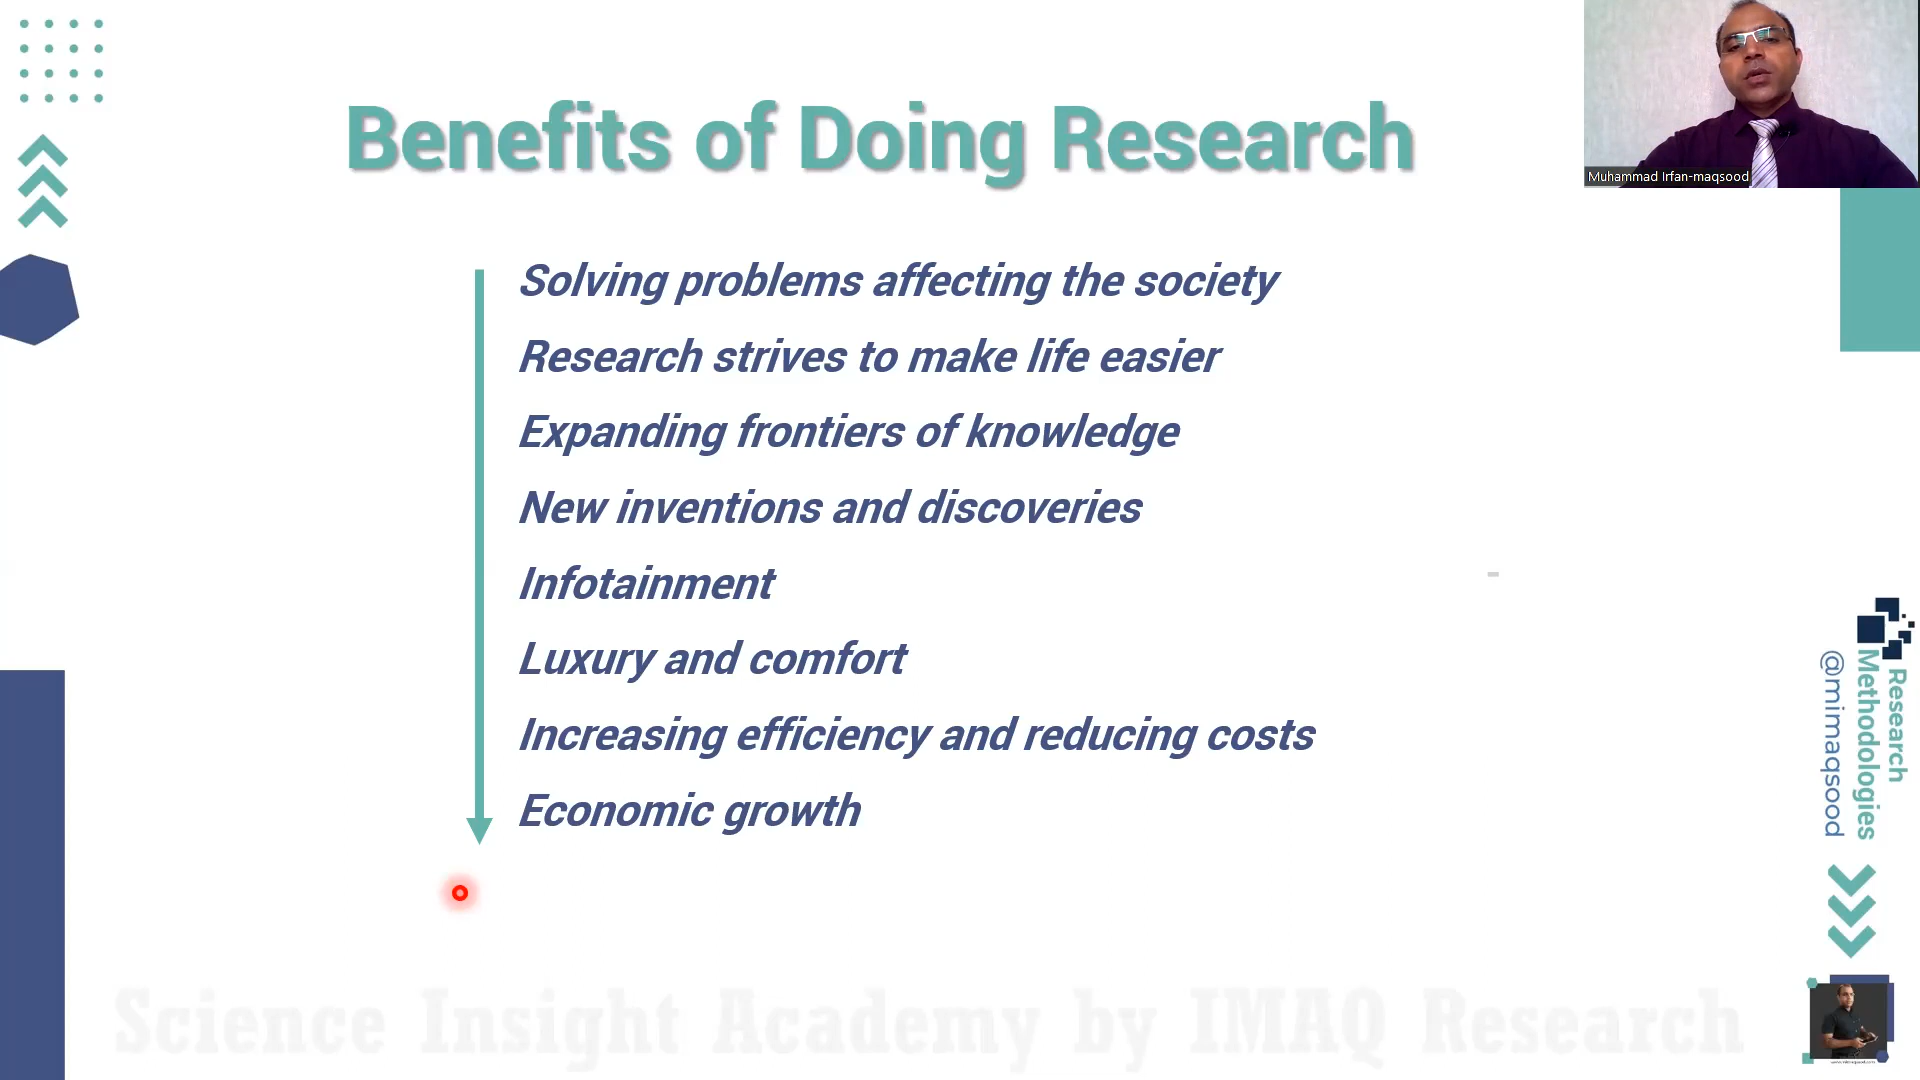 Benefits of Doing Research
Muhammad Irfan-maqsood
Solving problems affecting the society
Research strives to make life easier
Expanding frontiers of knowledge
New inventions and discoveries
Infotainment
Luxury and comfort
Increasing efficiency and reducing costs
Economic growth
Research
Methodologies
@mimaqsood
Science Insight Academy by IMAQ Research